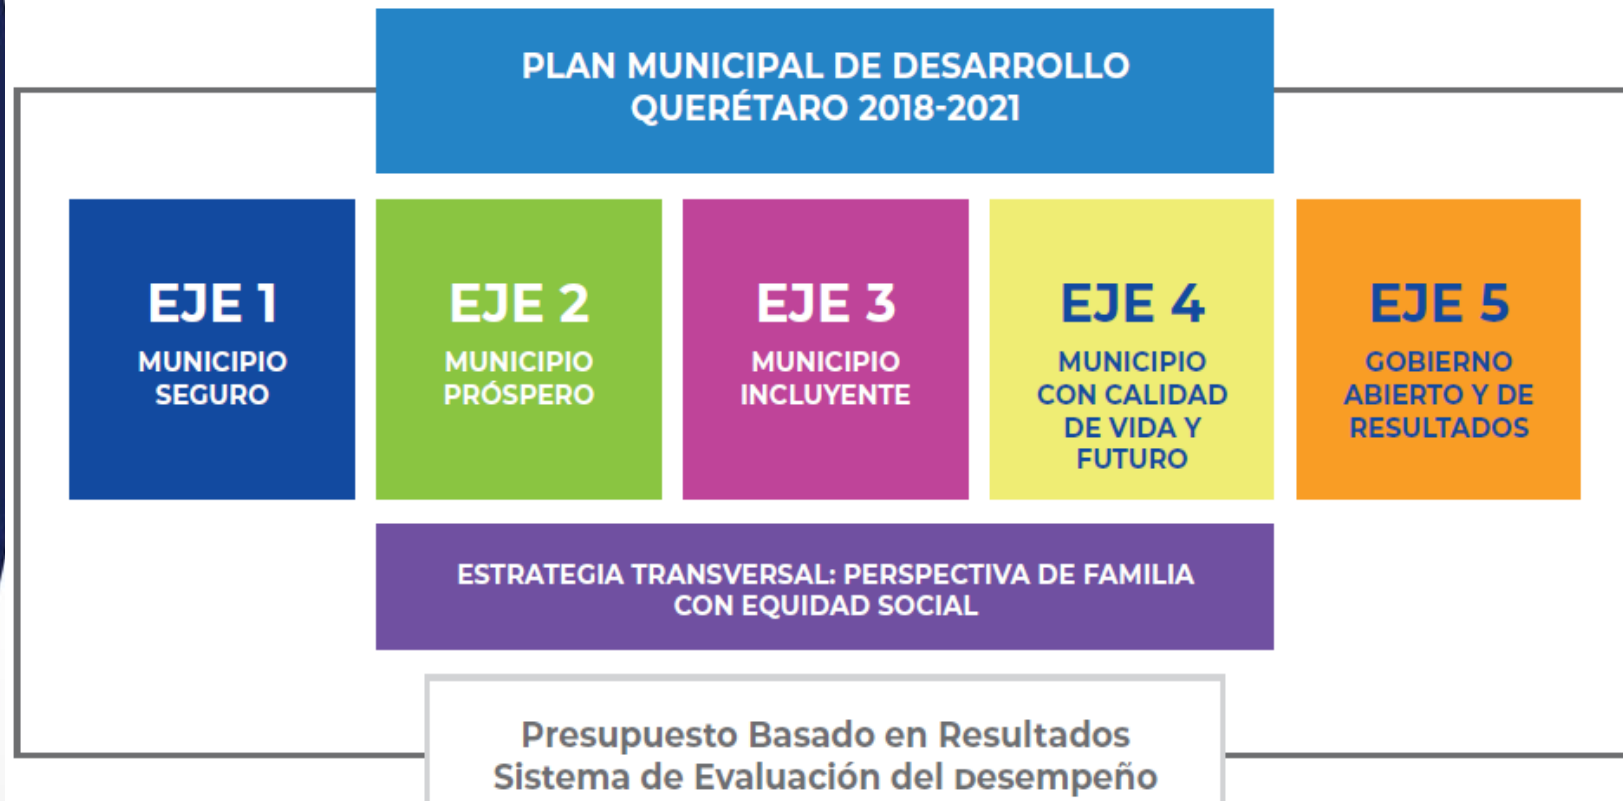 PLAN MUNICIPAL DE DESARROLLO
QUERÉTARO 2018-2021
EJE 1
MUNICIPIO
SEGURO
EJE 2
MUNICIPIO
PRÓSPERO
EJE 3
MUNICIPIO
INCLUYENTE
EJE 4
MUNICIPIO
CON CALIDAD
DE VIDA Y
FUTURO
EJE 5
GOBIERNO
ABIERTO Y DE
RESULTADOS
ESTRATEGIA TRANSVERSAL: PERSPECTIVA DE FAMILIA
CON EQUIDAD SOCIAL
Presupuesto Basado en Resultados
Sistema de Evaluación del Desempeño